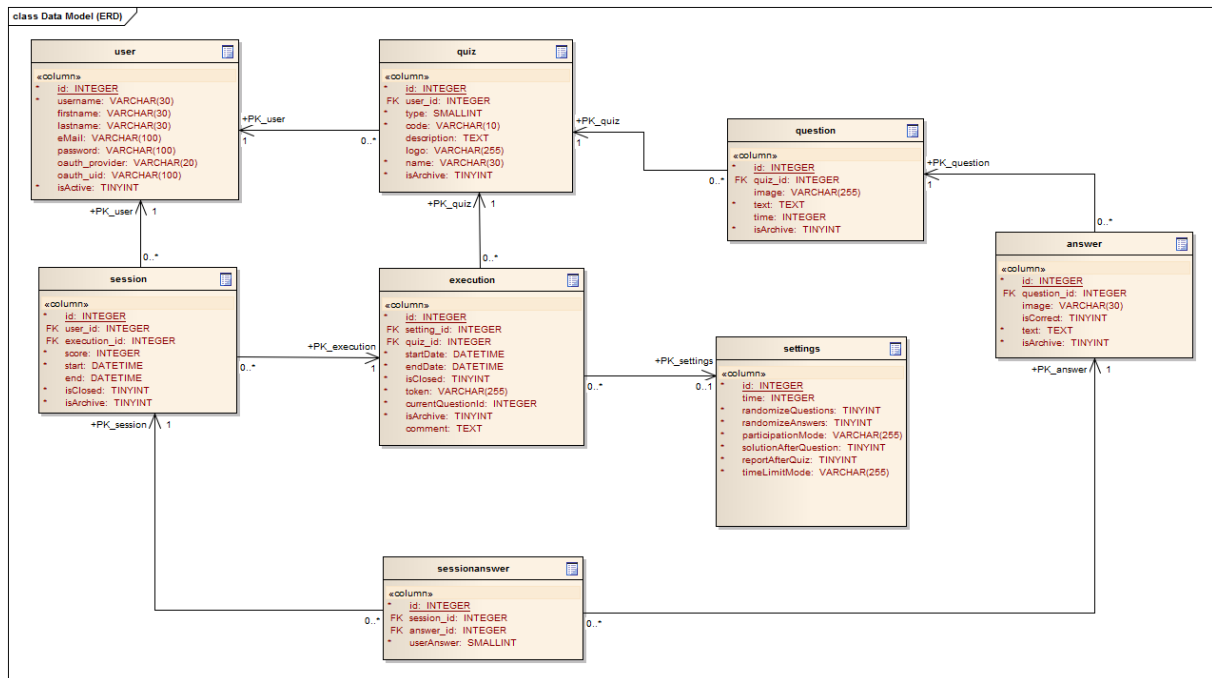 class Data Model (ERD)
user
«column»
* id: INTEGER
* username: VARCHAR(30)
firstname: VARCHAR(30)
lastname: VARCHAR(30)
eMail: VARCHAR(100)
password: VARCHAR(100)
oauth_provider: VARCHAR(20)
oauth_uid: VARCHAR(100)
* isActive: TINYINT
+PK_user
1
0..*
quiz
«column»
* id: INTEGER
FK user_id: INTEGER
* type: SMALLINT
* code: VARCHAR(10)
description: TEXT
logo: VARCHAR(255)
* name: VARCHAR(30)
* isArchive: TINYINT
+PK_quiz
1
0..*
question
«column»
* id: INTEGER
FK quiz_id: INTEGER
image: VARCHAR(255)
* text: TEXT
time: INTEGER
* isArchive: TINYINT
+PK_question
1
0..*
answer
«column»
* id: INTEGER
FK question_id: INTEGER
image: VARCHAR(30)
isCorrect: TINYINT
* text: TEXT
* isArchive: TINYINT
+PK_user 1
0..*
+PK_quiz 1
0..*
session
«column»
* id: INTEGER
FK user_id: INTEGER
FK execution_id: INTEGER
* score: INTEGER
* start: DATETIME
end: DATETIME
* isClosed: TINYINT
* isArchive: TINYINT
+PK_execution
0..* 1
execution
«column»
* id: INTEGER
FK setting_id: INTEGER
FK quiz_id: INTEGER
* startDate: DATETIME
* endDate: DATETIME
* isClosed: TINYINT
* token: VARCHAR(255)
* currentQuestionId: INTEGER
* isArchive: TINYINT
comment: TEXT
+PK_settings
0..* 0..1
settings
«column»
* id: INTEGER
time: INTEGER
* randomizeQuestions: TINYINT
* randomizeAnswers: TINYINT
* participationMode: VARCHAR(255)
* solutionAfterQuestion: TINYINT
* reportAfterQuiz: TINYINT
* timeLimitMode: VARCHAR(255)
+PK_answer 1
+PK_session 1
sessionanswer
«column»
* id: INTEGER
FK session_id: INTEGER
FK answer_id: INTEGER
* userAnswer: SMALLINT
0..* 0..*